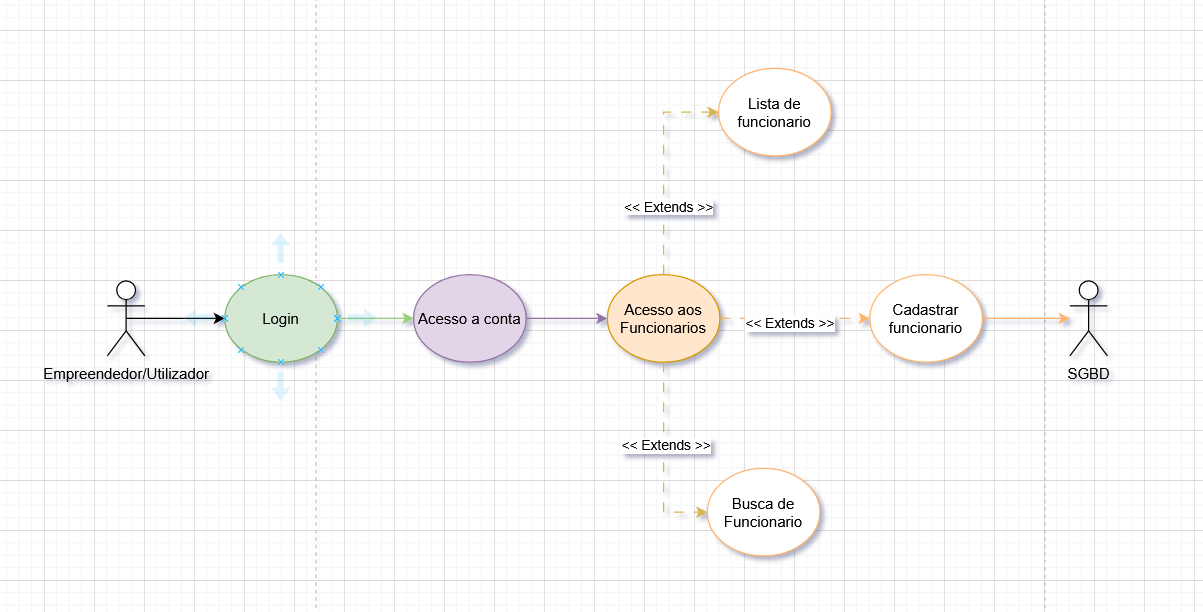 Lista de
funcionario
<< Extends >>
Empreendedor/Utilizador
Login
Acesso a conta
Acesso aos
Funcionarios
<< Extends >>
Cadastrar
funcionario
SGBD
<< Extends >>
Busca de
Funcionario